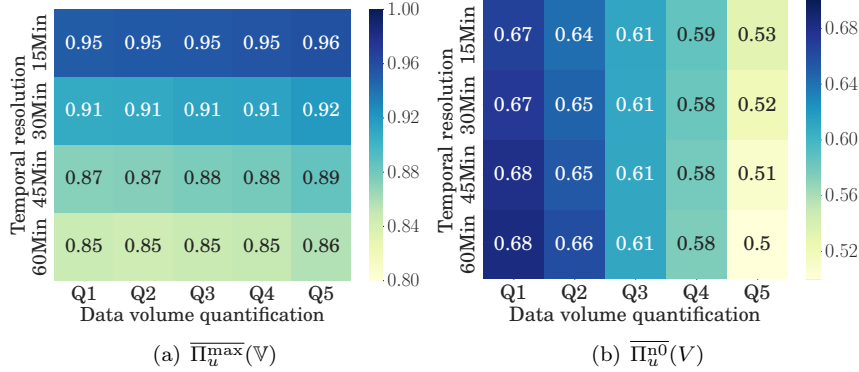 Temporal resolution
15Min 0.95 0.95 0.95 0.95 0.96
30Min 0.91 0.91 0.91 0.91 0.92
45Min 0.87 0.87 0.88 0.88 0.89
60Min 0.85 0.85 0.85 0.85 0.86
Q1 Q2 Q3 Q4 Q5
Data volume quantification
1.00
0.96
0.92
0.88
0.84
0.80
(a) $\overline{\Pi_u^{\max}}(\mathbb{V})$
Temporal resolution
15Min 0.67 0.64 0.61 0.59 0.53
30Min 0.67 0.65 0.61 0.58 0.52
45Min 0.68 0.65 0.61 0.58 0.51
60Min 0.68 0.66 0.61 0.58 0.5
Q1 Q2 Q3 Q4 Q5
Data volume quantification
0.68
0.64
0.60
0.56
0.52
(b) $\overline{\Pi_u^{\mathrm{n0}}}(V)$